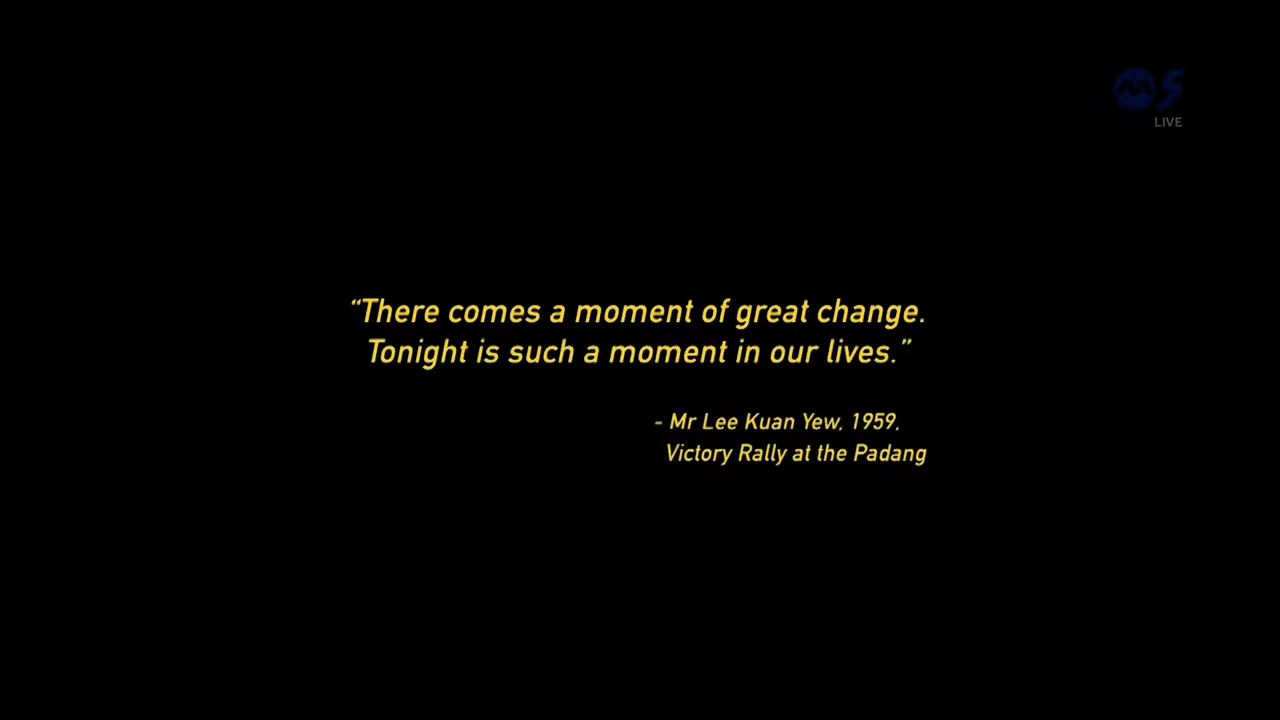 5
LIVE
“There comes a moment of great change.
Tonight is such a moment in our lives.”
- Mr Lee Kuan Yew, 1959,
Victory Rally at the Padang